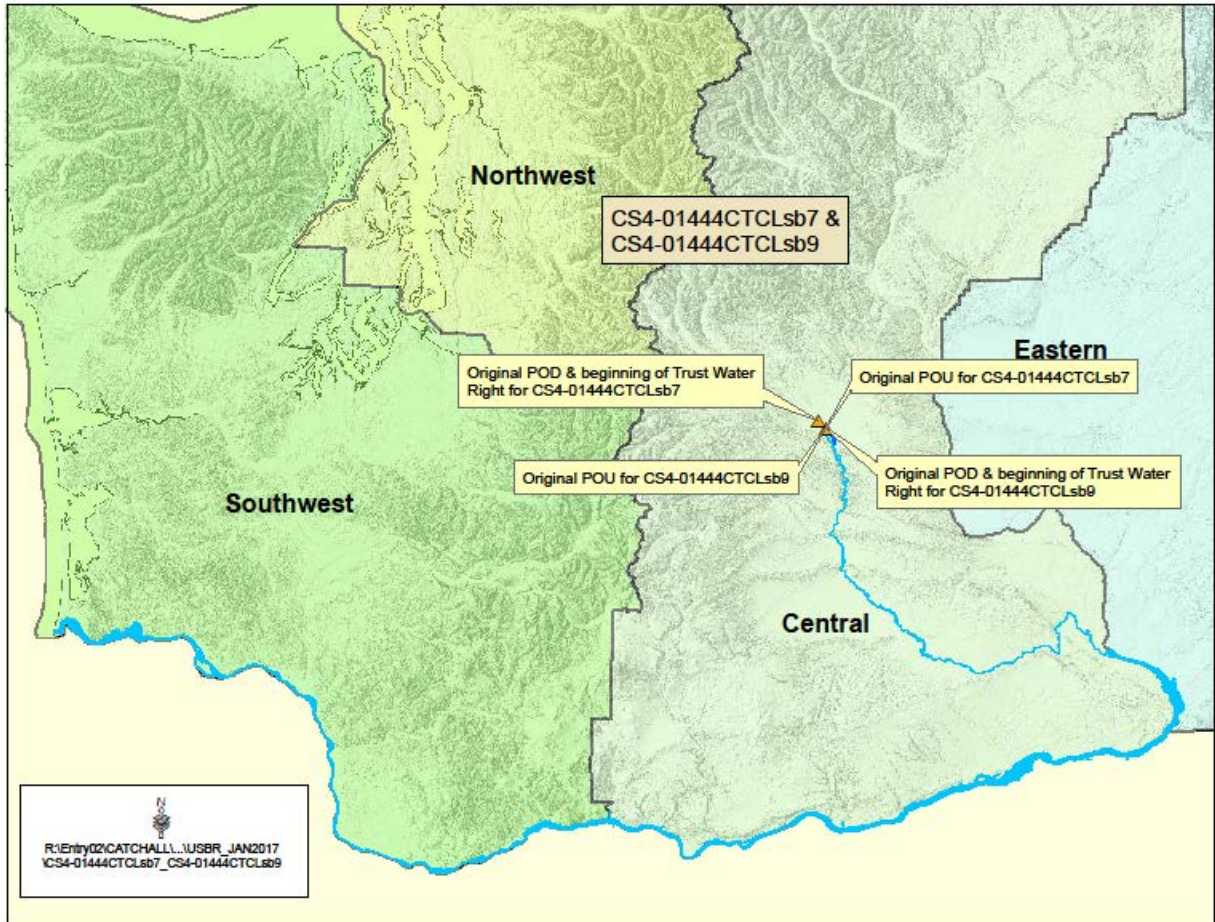 Northwest
CS4-01444CTCLsb7 &
CS4-01444CTCLsb9
Eastern
Original POD & beginning of Trust Water
Right for CS4-01444CTCLsb7
Original POU for CS4-01444CTCLsb7
Original POU for CS4-01444CTCLsb9
Original POD & beginning of Trust Water
Right for CS4-01444CTCLsb9
Southwest
Central
N
R:\Entry02\CATCHALL\...\USBR_JAN2017
\CS4-01444CTCLsb7_CS4-01444CTCLsb9